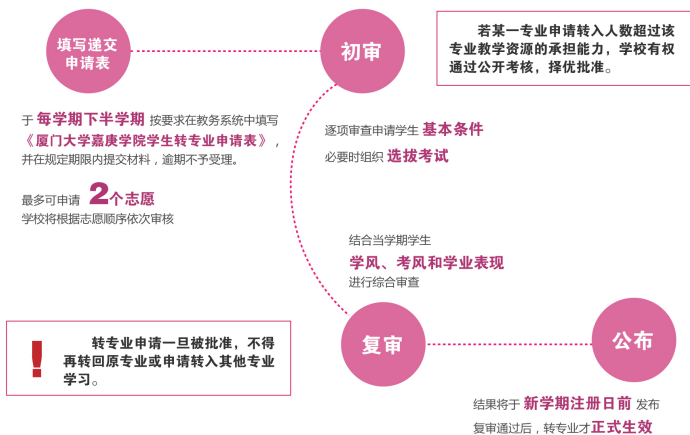 填写递交
申请表
初审
若某一专业申请转入人数超过该
专业教学资源的承担能力，学校有权
通过公开考核，择优批准。
于 每学期下半学期 按要求在教务系统中填写
《厦门大学嘉庚学院学生转专业申请表》，
并在规定期限内提交材料，逾期不予受理。
最多可申请 2个志愿
学校将根据志愿顺序依次审核
逐项审查申请学生 基本条件
必要时组织 选拔考试
结合当学期学生
学风、考风和学业表现
进行综合审查
! 转专业申请一旦被批准，不得
再转回原专业或申请转入其他专业
学习。
复审
公布
结果将于 新学期注册日前 发布
复审通过后，转专业才正式生效